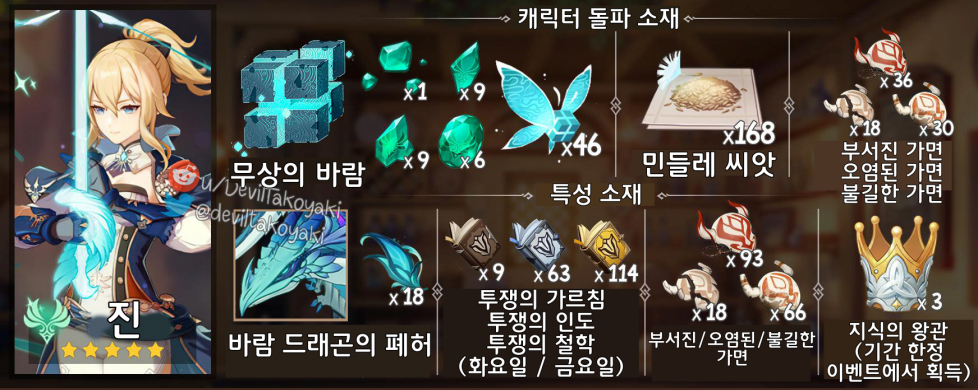 캐릭터 돌파 소재
x1
x9
x9
x6
무상의 바람
x46
x168
민들레 씨앗
x36
x18
x30
부서진 가면
오염된 가면
불길한 가면
u/DevilTakoyaki
@deviltakoyaki
진
특성 소재
x18
바람 드래곤의 폐허
x9
x63
x114
투쟁의 가르침
투쟁의 인도
투쟁의 철학
(화요일 / 금요일)
x93
x18
x66
부서진/오염된/불길한
가면
x3
지식의 왕관
(기간 한정
이벤트에서 획득)